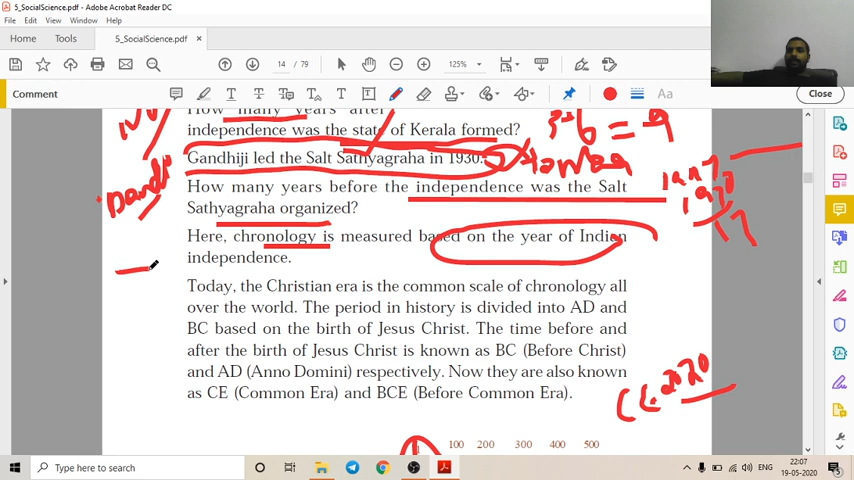 5_SocialScience.pdf - Adobe Acrobat Reader DC
File Edit View Window Help
Home Tools 5_SocialScience.pdf ×
14 / 79 125%
Comment Aa Close
How many years after
independence was the state of Kerala formed?
Gandhiji led the Salt Sathyagraha in 1930.
How many years before the independence was the Salt
Sathyagraha organized?
Here, chronology is measured based on the year of Indian
independence.
Today, the Christian era is the common scale of chronology all
over the world. The period in history is divided into AD and
BC based on the birth of Jesus Christ. The time before and
after the birth of Jesus Christ is known as BC (Before Christ)
and AD (Anno Domini) respectively. Now they are also known
as CE (Common Era) and BCE (Before Common Era).
Dandi
= 9
17
2020
100 200 300 400 500
Type here to search
ENG
22:07
19-05-2020
5